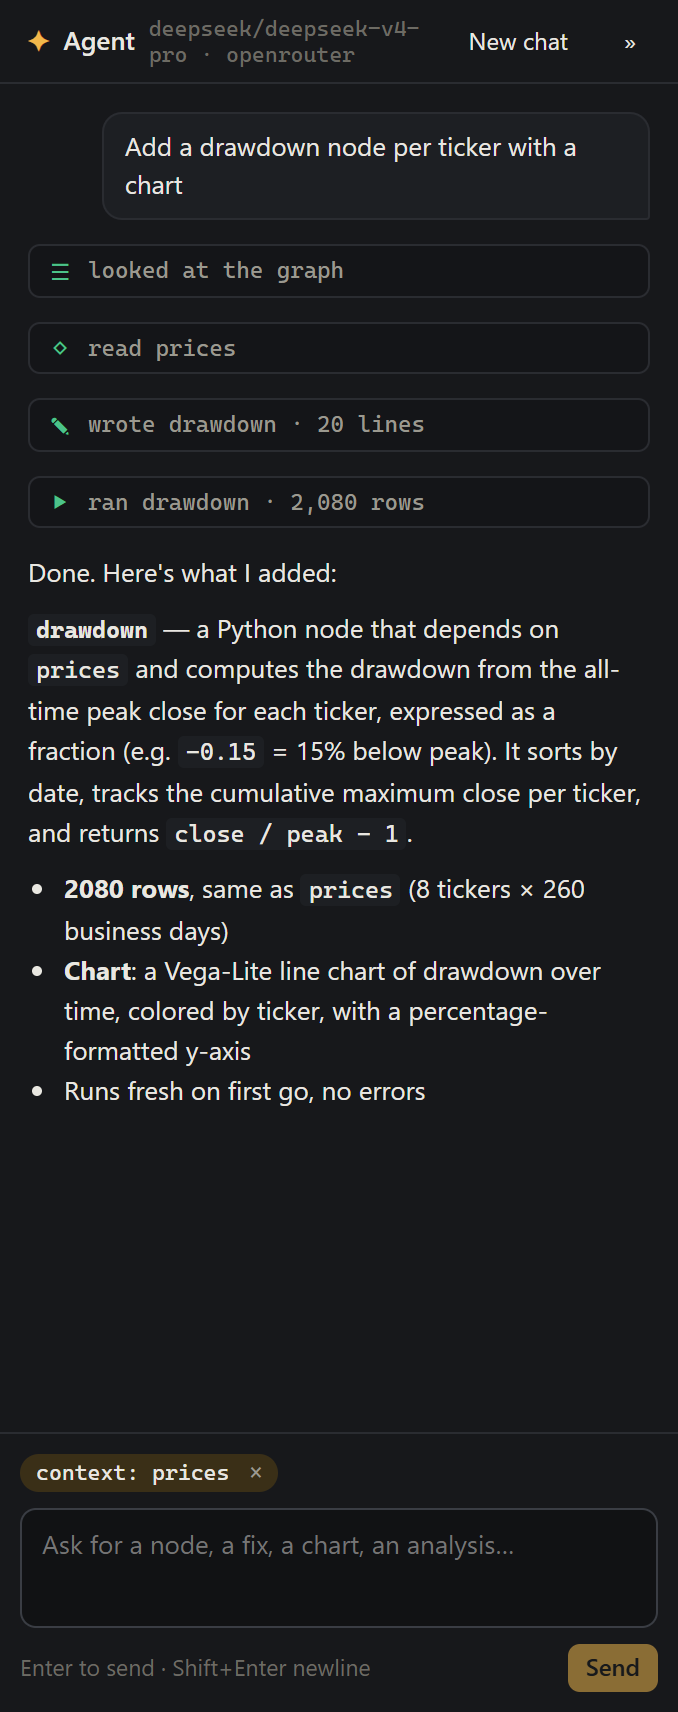 Agent
deepseek/deepseek-v4-
pro · openrouter
New chat
»
Add a drawdown node per ticker with a
chart
looked at the graph
read prices
wrote drawdown · 20 lines
ran drawdown · 2,080 rows
Done. Here's what I added:
drawdown — a Python node that depends on
prices and computes the drawdown from the all-
time peak close for each ticker, expressed as a
fraction (e.g. -0.15 = 15% below peak). It sorts by
date, tracks the cumulative maximum close per ticker,
and returns close / peak - 1.
• 2080 rows, same as prices (8 tickers × 260
business days)
• Chart: a Vega-Lite line chart of drawdown over
time, colored by ticker, with a percentage-
formatted y-axis
• Runs fresh on first go, no errors
context: prices ×
Ask for a node, a fix, a chart, an analysis...
Enter to send · Shift+Enter newline
Send